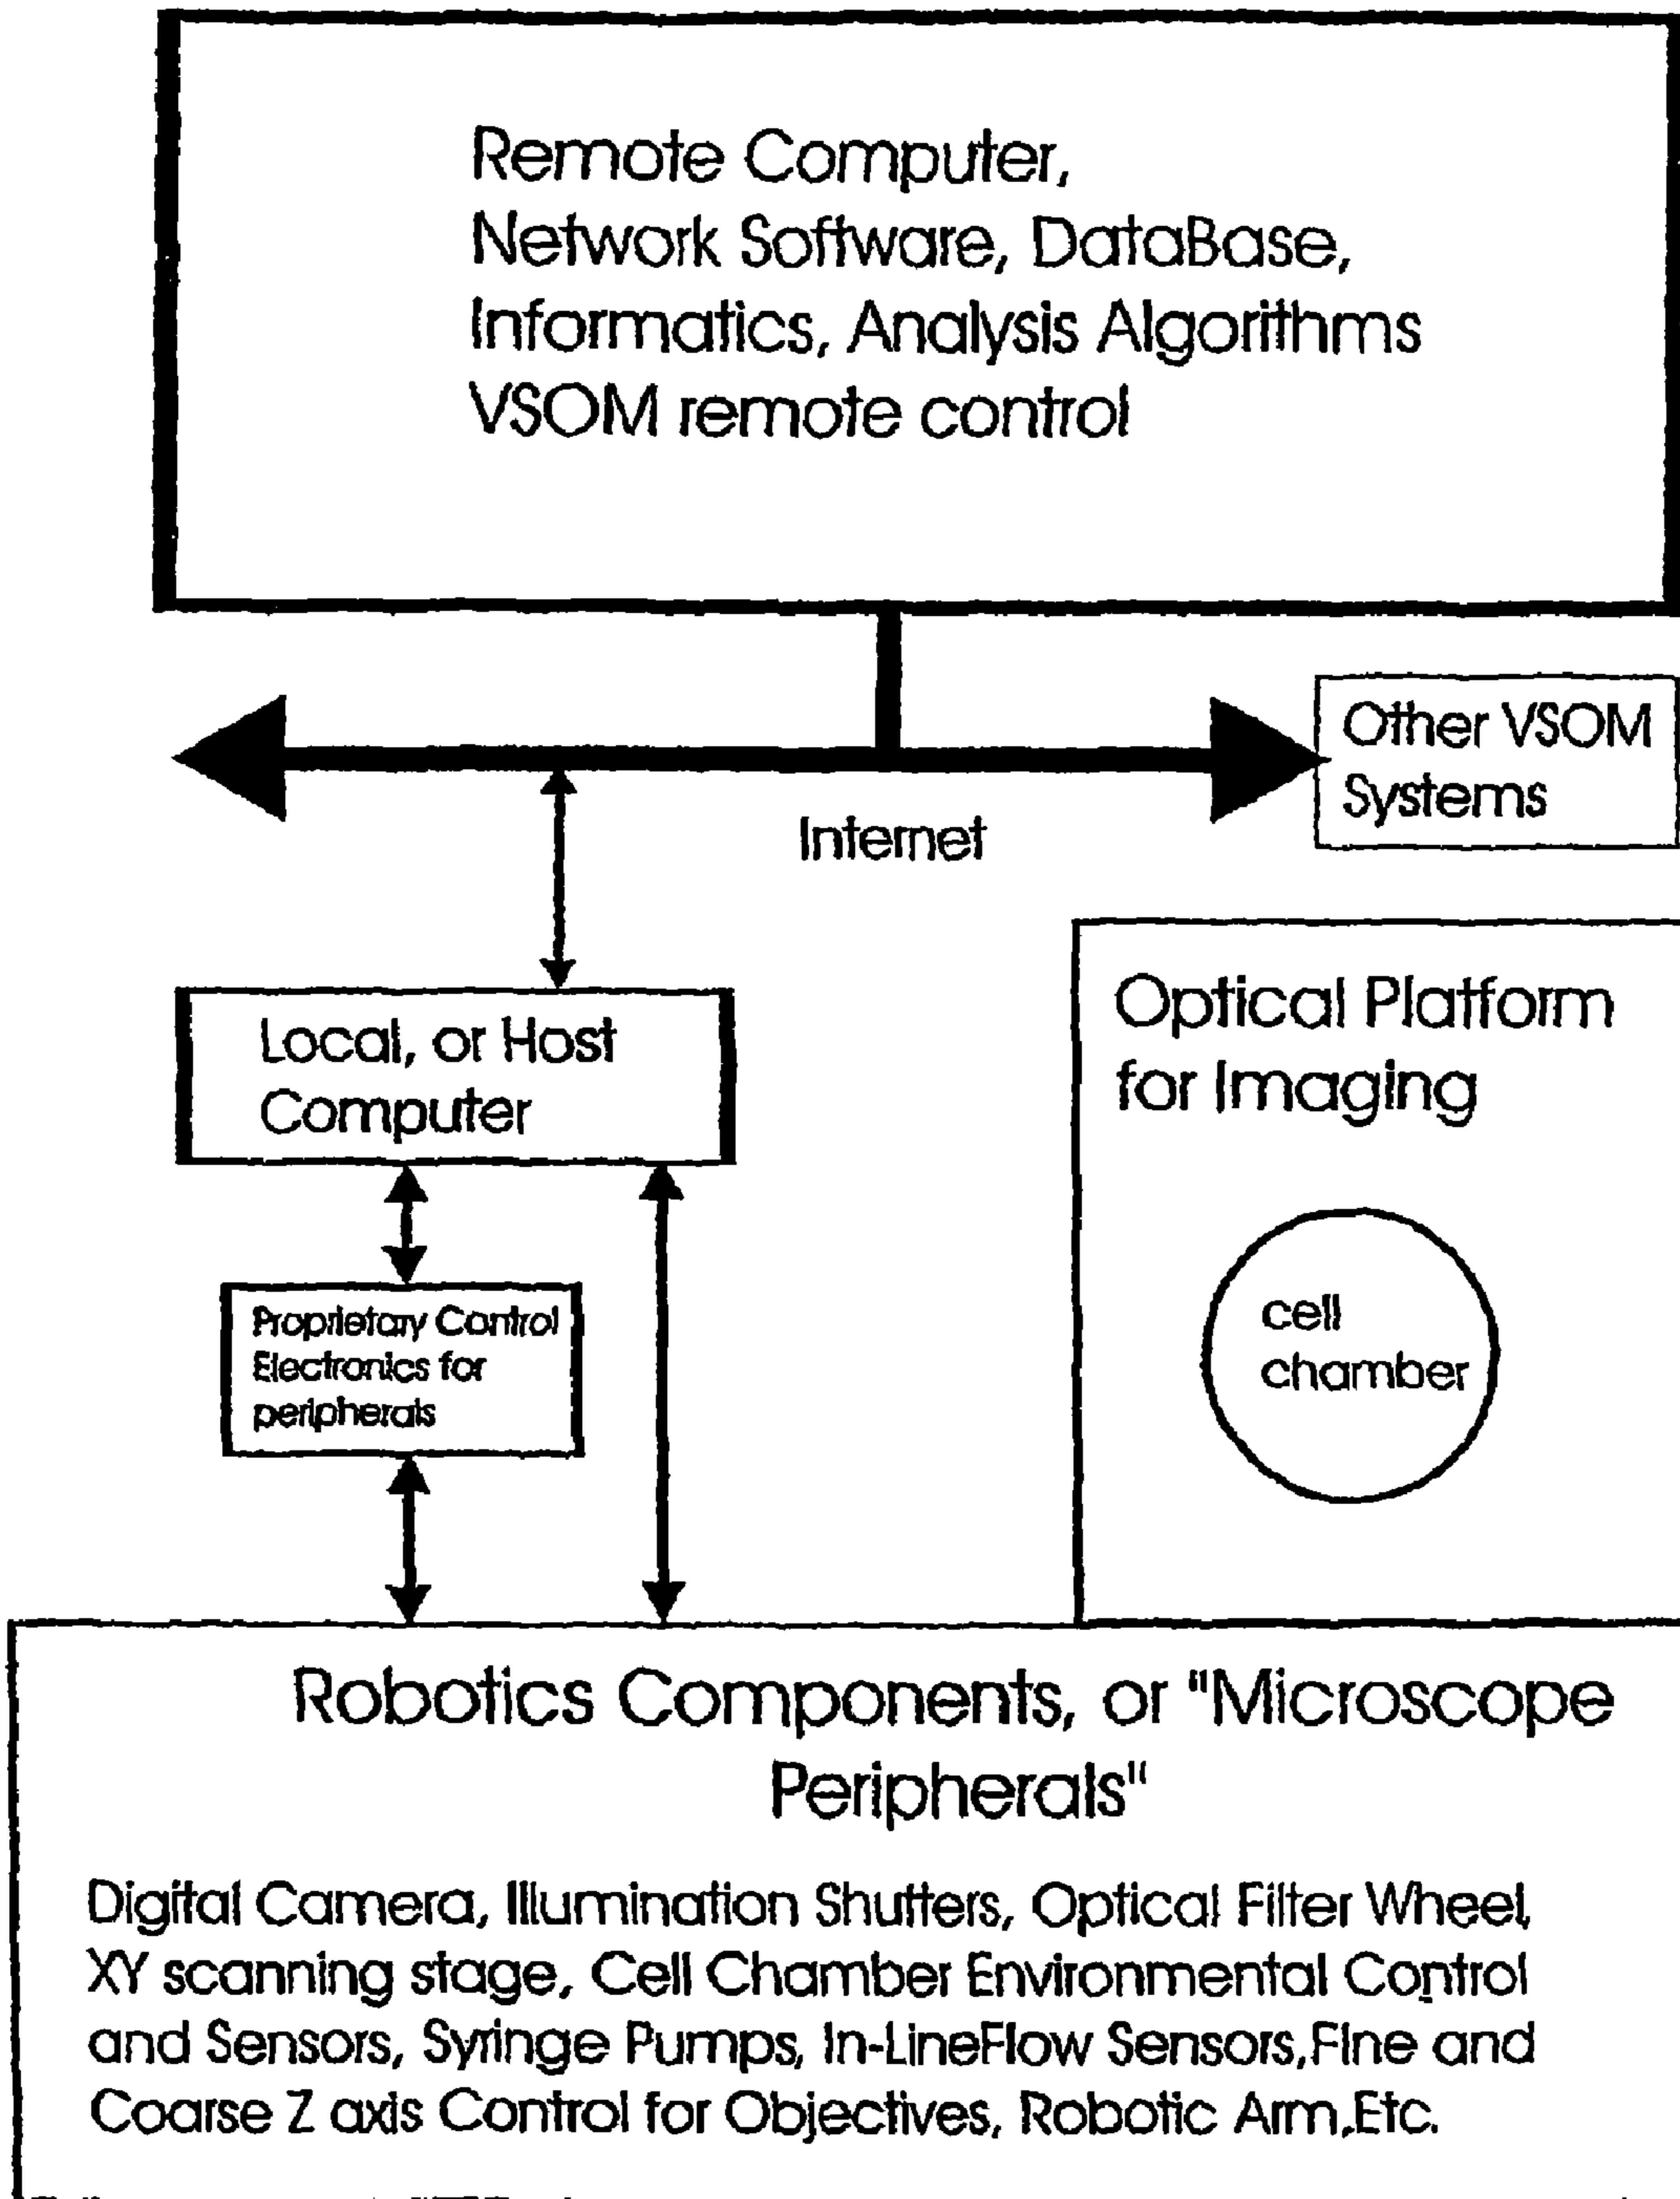 Remote Computer,
Network Software, DataBase,
Informatics, Analysis Algorithms
VSOM remote control
Other VSOM
Systems
Internet
Local, or Host
Computer
Optical Platform
for Imaging
Proprietary Control
Electronics for
peripherals
cell
chamber
Robotics Components, or "Microscope
Peripherals"
Digital Camera, Illumination Shutters, Optical Filter Wheel,
XY scanning stage, Cell Chamber Environmental Control
and Sensors, Syringe Pumps, In-LineFlow Sensors,Fine and
Coarse Z axis Control for Objectives, Robotic Arm,Etc.